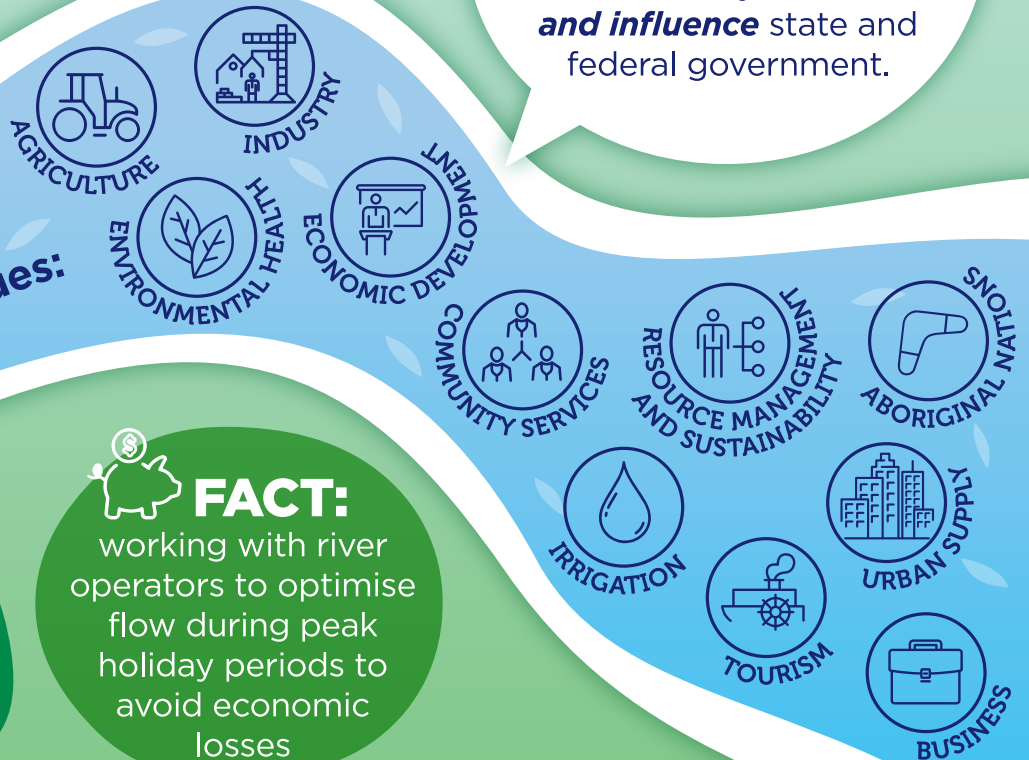 and influence state and
federal government.
INDUSTRY
AGRICULTURE
ENVIRONMENTAL HEALTH
ECONOMIC DEVELOPMENT
COMMUNITY SERVICES
RESOURCE MANAGEMENT
AND SUSTAINABILITY
ABORIGINAL NATIONS
IRRIGATION
URBAN SUPPLY
TOURISM
BUSINESS
$
FACT:
working with river
operators to optimise
flow during peak
holiday periods to
avoid economic
losses